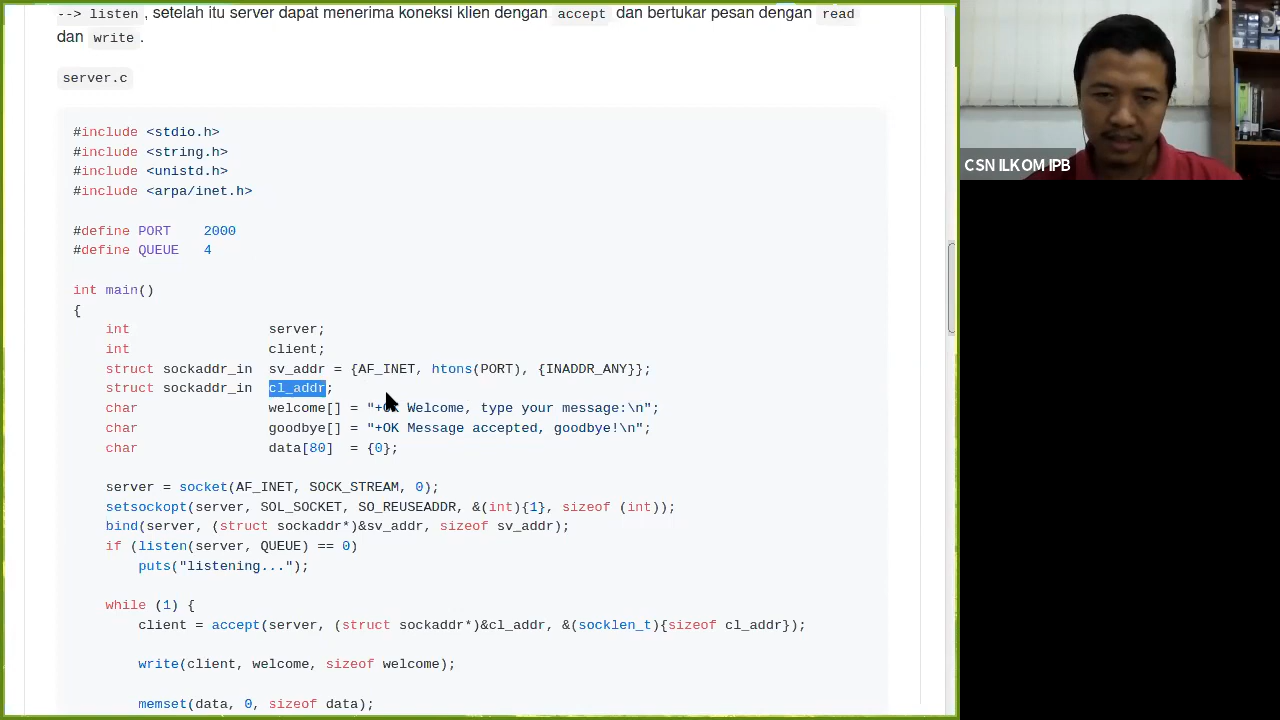 --> listen , setelah itu server dapat menerima koneksi klien dengan accept dan bertukar pesan dengan read
dan write .
server.c
#include <stdio.h>
#include <string.h>
#include <unistd.h>
#include <arpa/inet.h>
#define PORT    2000
#define QUEUE   4
int main()
{
    int                 server;
    int                 client;
    struct sockaddr_in  sv_addr = {AF_INET, htons(PORT), {INADDR_ANY}};
    struct sockaddr_in  cl_addr;
    char                welcome[] = "+OK Welcome, type your message:\n";
    char                goodbye[] = "+OK Message accepted, goodbye!\n";
    char                data[80]  = {0};
    server = socket(AF_INET, SOCK_STREAM, 0);
    setsockopt(server, SOL_SOCKET, SO_REUSEADDR, &(int){1}, sizeof (int));
    bind(server, (struct sockaddr*)&sv_addr, sizeof sv_addr);
    if (listen(server, QUEUE) == 0)
        puts("listening...");
    while (1) {
        client = accept(server, (struct sockaddr*)&cl_addr, &(socklen_t){sizeof cl_addr});
        write(client, welcome, sizeof welcome);
        memset(data, 0, sizeof data);
CSN ILKOM IPB